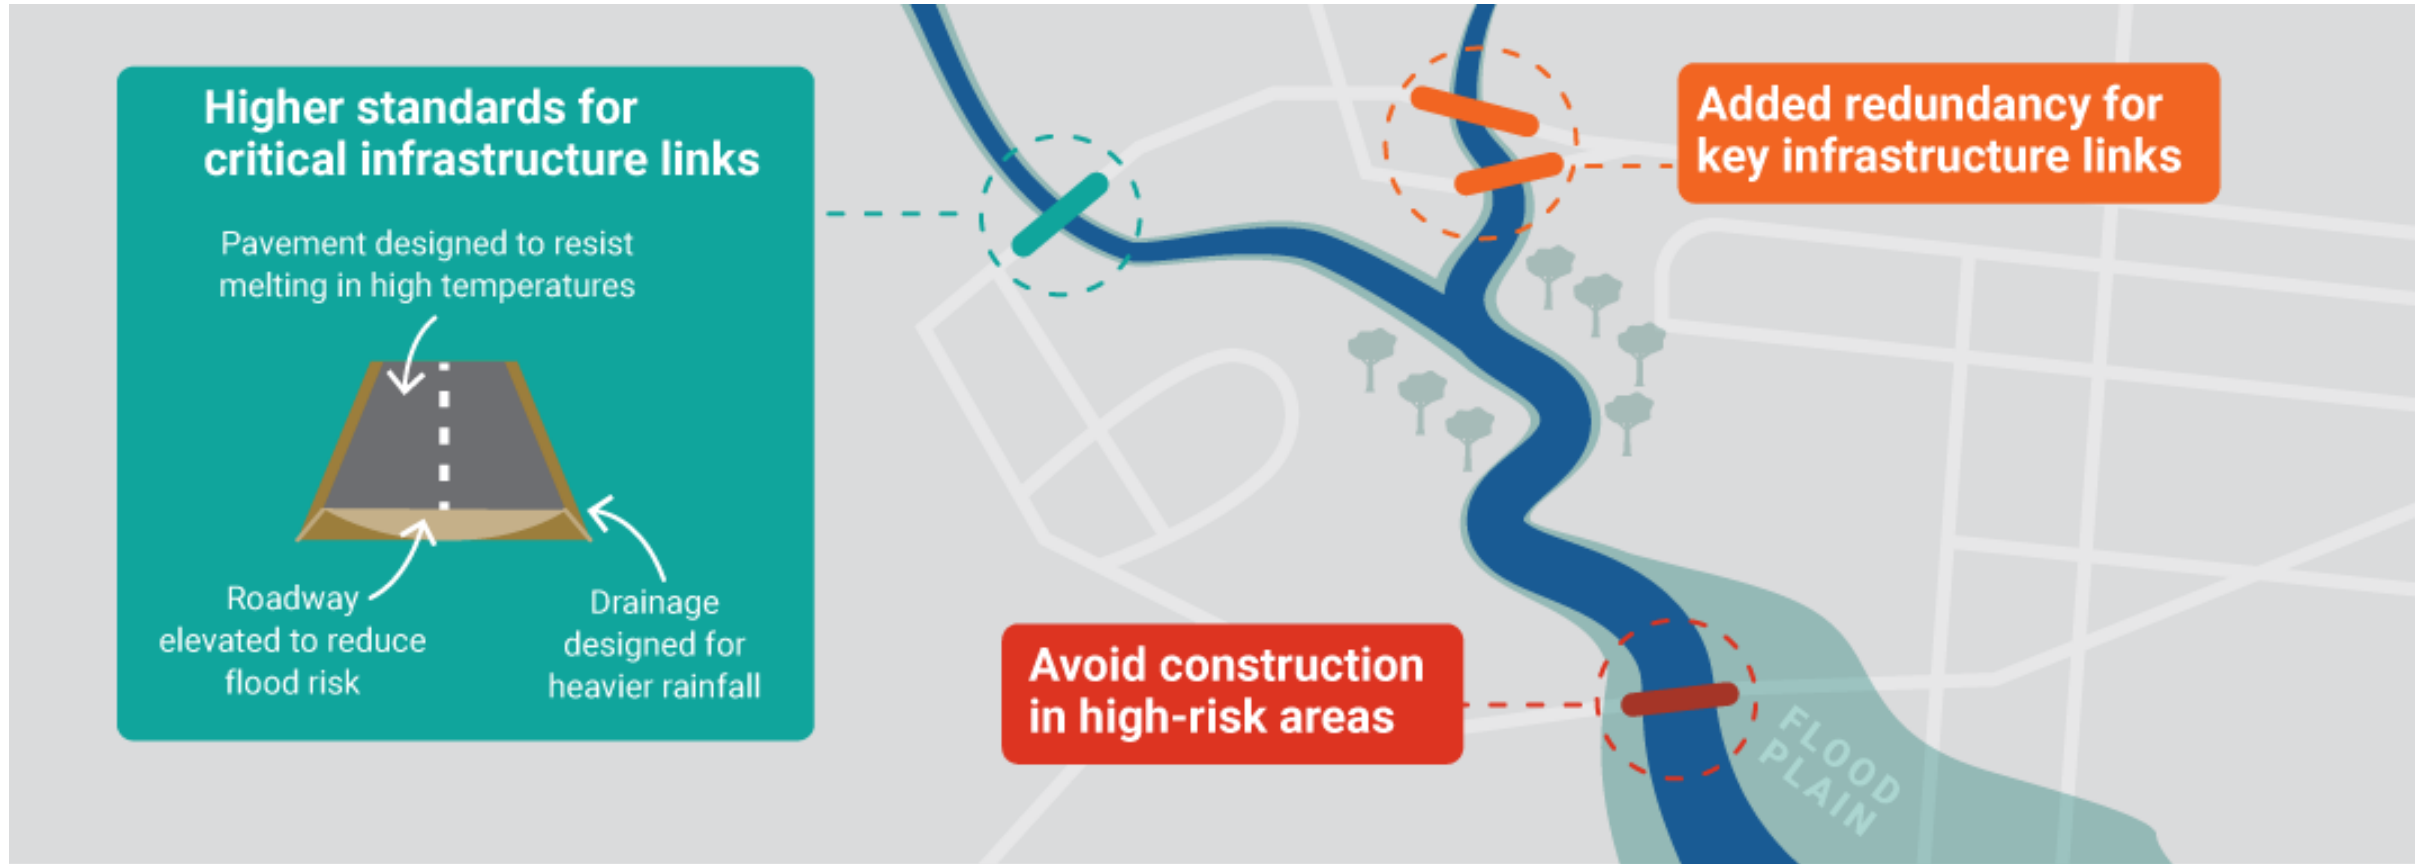 Higher standards for
critical infrastructure links
Pavement designed to resist
melting in high temperatures
Roadway
elevated to reduce
flood risk
Drainage
designed for
heavier rainfall
Added redundancy for
key infrastructure links
Avoid construction
in high-risk areas
FLOOD
PLAIN